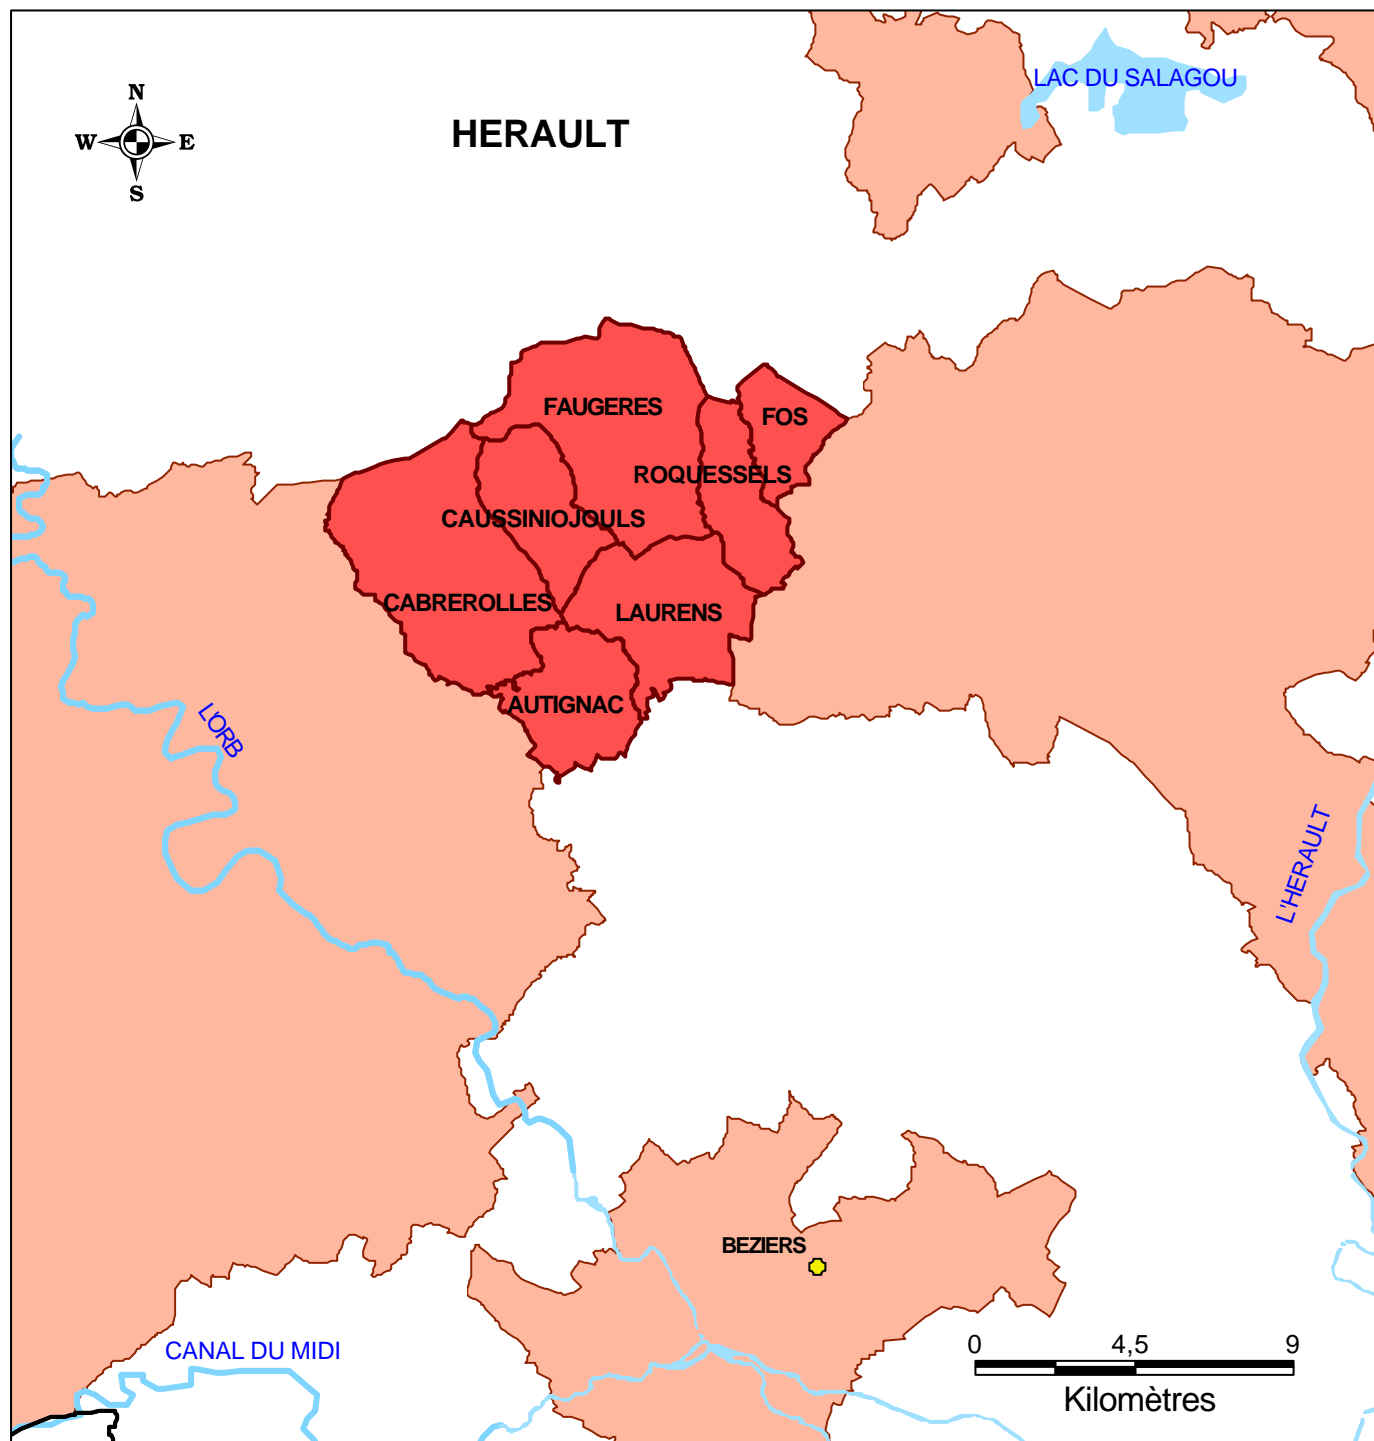 LAC DU SALAGOU
N
W E
S
HERAULT
FAUGERES
FOS
ROQUESSELS
CAUSSINIOJOULS
CABREROLLES
LAURENS
AUTIGNAC
L'ORB
L'HERAULT
BEZIERS
CANAL DU MIDI
0 4,5 9
Kilomètres